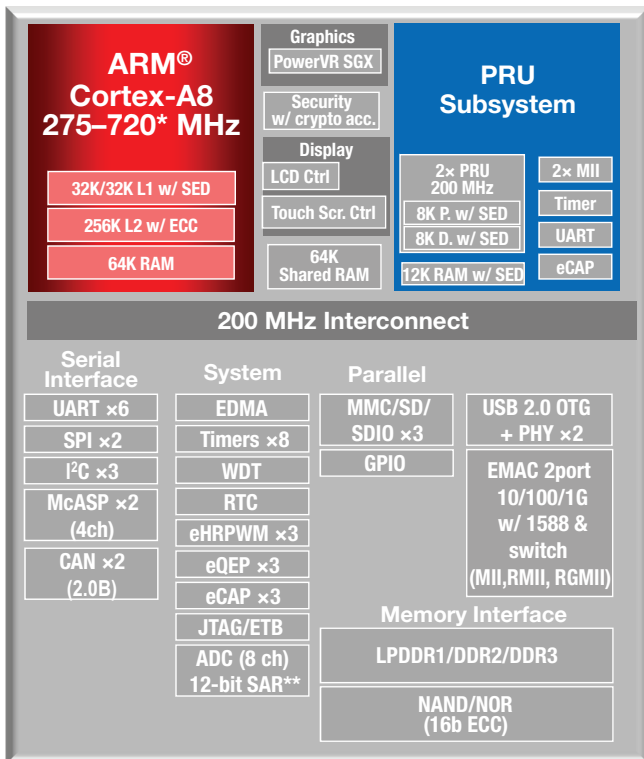 ARM®
Cortex-A8
275–720* MHz
32K/32K L1 w/ SED
256K L2 w/ ECC
64K RAM
Graphics
PowerVR SGX
Security
w/ crypto acc.
Display
LCD Ctrl
Touch Scr. Ctrl
64K
Shared RAM
PRU
Subsystem
2× PRU
200 MHz
8K P. w/ SED
8K D. w/ SED
12K RAM w/ SED
2× MII
Timer
UART
eCAP
200 MHz Interconnect
Serial
Interface
UART ×6
SPI ×2
I²C ×3
McASP ×2
(4ch)
CAN ×2
(2.0B)
System
EDMA
Timers ×8
WDT
RTC
eHRPWM ×3
eQEP ×3
eCAP ×3
JTAG/ETB
ADC (8 ch)
12-bit SAR**
Parallel
MMC/SD/
SDIO ×3
GPIO
USB 2.0 OTG
+ PHY ×2
EMAC 2port
10/100/1G
w/ 1588 &
switch
(MII,RMII, RGMII)
Memory Interface
LPDDR1/DDR2/DDR3
NAND/NOR
(16b ECC)